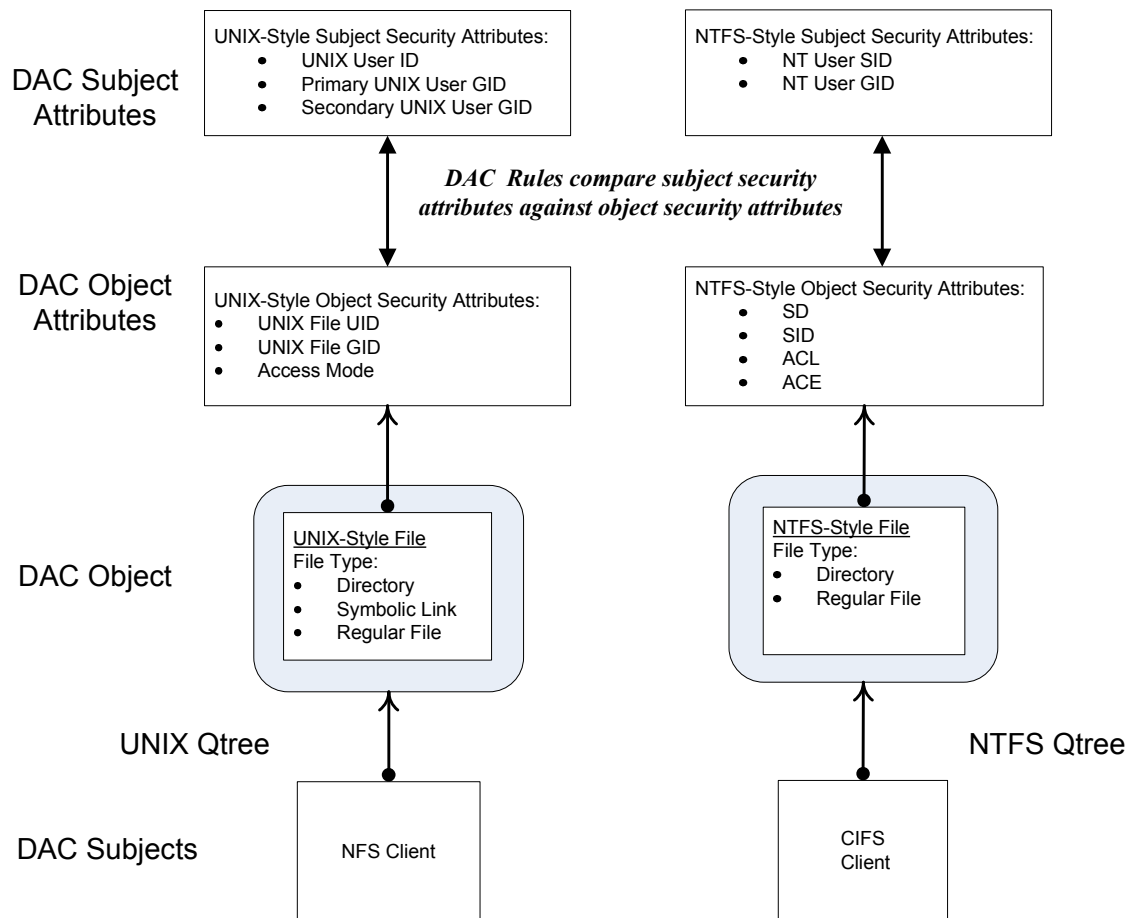 DAC Subject
Attributes
UNIX-Style Subject Security Attributes:
• UNIX User ID
• Primary UNIX User GID
• Secondary UNIX User GID
NTFS-Style Subject Security Attributes:
• NT User SID
• NT User GID
DAC Rules compare subject security
attributes against object security attributes
DAC Object
Attributes
UNIX-Style Object Security Attributes:
• UNIX File UID
• UNIX File GID
• Access Mode
NTFS-Style Object Security Attributes:
• SD
• SID
• ACL
• ACE
DAC Object
UNIX-Style File
File Type:
• Directory
• Symbolic Link
• Regular File
NTFS-Style File
File Type:
• Directory
• Regular File
UNIX Qtree
NTFS Qtree
DAC Subjects
NFS Client
CIFS
Client